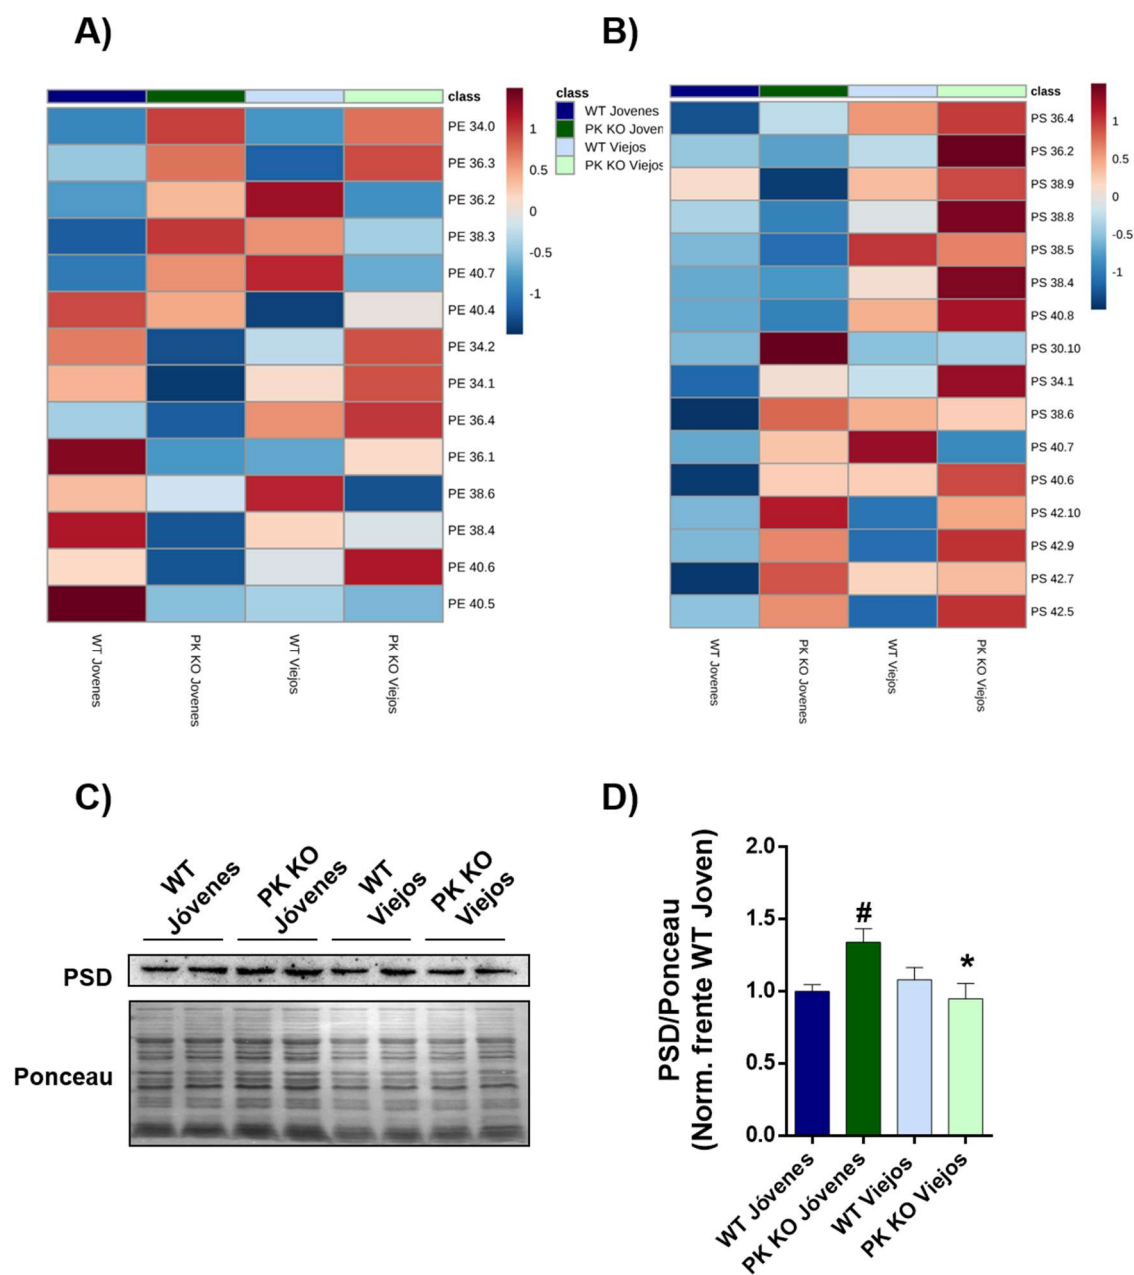 A)
class
PE 34.0
PE 36.3
PE 36.2
PE 38.3
PE 40.7
PE 40.4
PE 34.2
PE 34.1
PE 36.4
PE 36.1
PE 38.6
PE 38.4
PE 40.6
PE 40.5
1
0.5
0
-0.5
-1
class
WT Jovenes
PK KO Joven
WT Viejos
PK KO Viejos
WT Jovenes
PK KO Jovenes
WT Viejos
PK KO Viejos
B)
class
PS 36.4
PS 36.2
PS 38.9
PS 38.8
PS 38.5
PS 38.4
PS 40.8
PS 30.10
PS 34.1
PS 38.6
PS 40.7
PS 40.6
PS 42.10
PS 42.9
PS 42.7
PS 42.5
1
0.5
0
-0.5
-1
WT Jovenes
PK KO Jovenes
WT Viejos
PK KO Viejos
C)
WT
Jóvenes
PK KO
Jóvenes
WT
Viejos
PK KO
Viejos
PSD
Ponceau
D)
PSD/Ponceau
(Norm. frente WT Joven)
2.0
1.5
1.0
0.5
0.0
#
*
WT Jóvenes
PK KO Jóvenes
WT Viejos
PK KO Viejos